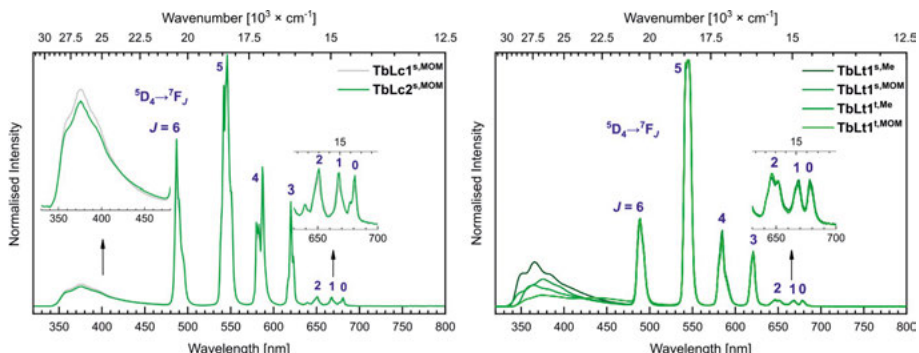 Wavenumber [10³ × cm⁻¹]
30 27.5 25 22.5 20 17.5 15 12.5
TbLc1s,MOM
TbLc2s,MOM
⁵D₄→⁷FJ
J = 6
5
4
3
2 1 0
15
2 1 0
650 700
350 400 450
350 400 450 500 550 600 650 700 750 800
Wavelength [nm]
Normalised Intensity
Wavenumber [10³ × cm⁻¹]
30 27.5 25 22.5 20 17.5 15 12.5
TbLt1s,Me
TbLt1s,MOM
TbLt1t,Me
TbLt1t,MOM
⁵D₄→⁷FJ
J = 6
5
4
3
2 1 0
15
2 1 0
650 700
350 400 450 500 550 600 650 700 750 800
Wavelength [nm]
Normalised Intensity